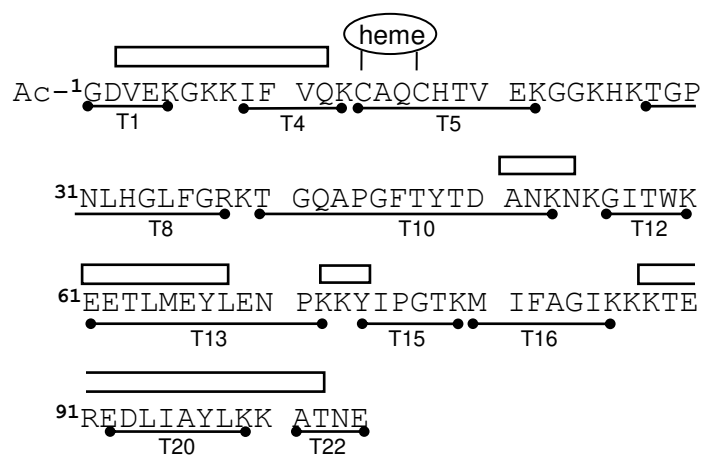 heme
Ac-1GDVEKGKKIF VQKCAQCHTV EKGGKHKTGP
T1 T4 T5
31NLHGLFGRKT GQAPGFTYTD ANKNKGITWK
T8 T10 T12
61EETLMEYLEN PKKYIPGTKM IFAGIKKKTE
T13 T15 T16
91REDLIAYLKK ATNE
T20 T22